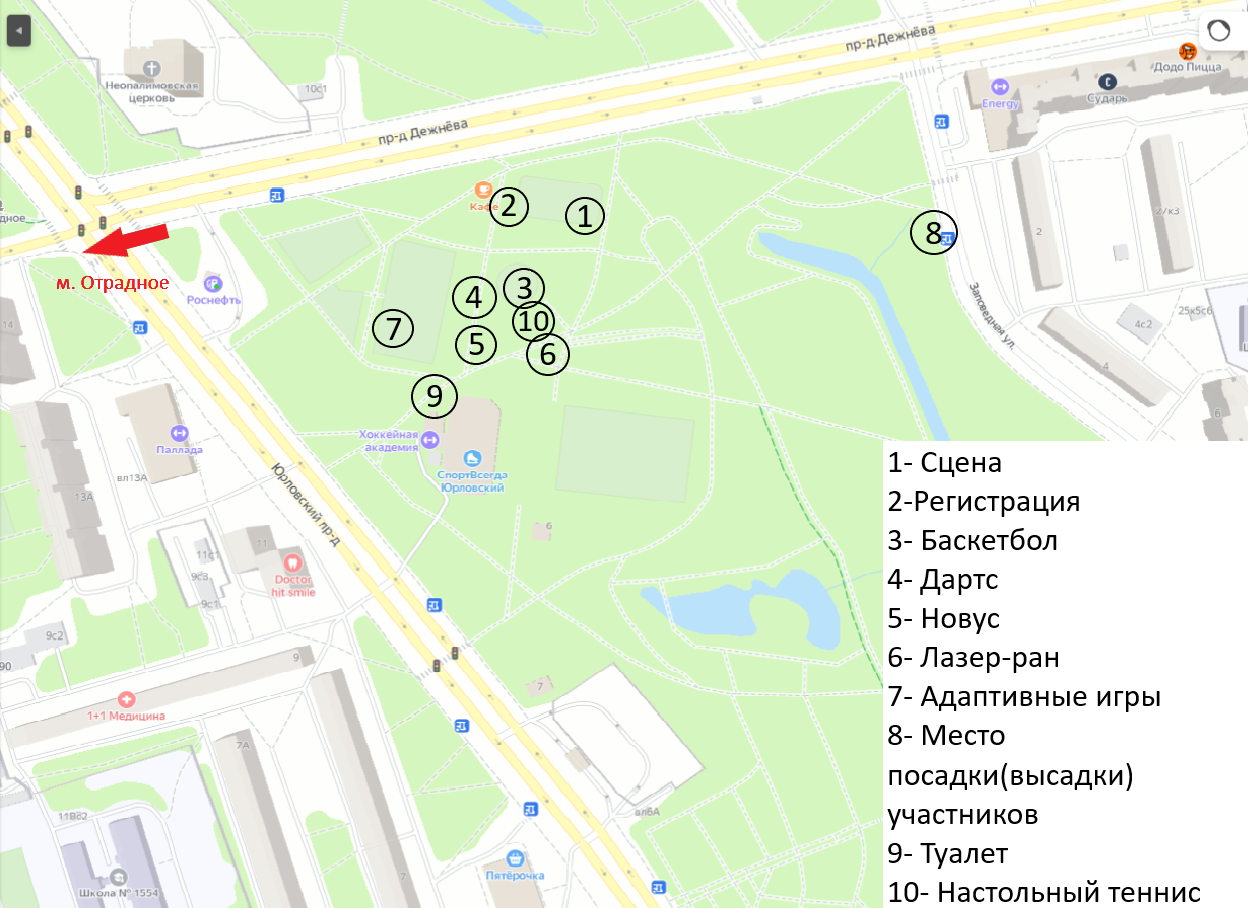 пр-д Дежнёва
Додо Пицца
Неопалимовская
церковь
10с1
Energy
Сударь
пр-д Дежнёва
Кафе
2
1
8
2
27к3
м. Отрадное
Роснефть
3
4
10
7
5
6
14
Заповедная ул.
4с2
25к5с6
4
9
6
Хоккейная
академия
Паллада
СпортВсегда
Юрловский
вл13А
13А
Юрловский пр-д
6
11с1
11
9с3
Doctor
hit smile
9с1
9с2
90
9
7
1+1 Медицина
7А
вл6А
11Вс2
7
Пятёрочка
Школа № 1554
1- Сцена
2-Регистрация
3- Баскетбол
4- Дартс
5- Новус
6- Лазер-ран
7- Адаптивные игры
8- Место
посадки(высадки)
участников
9- Туалет
10- Настольный теннис